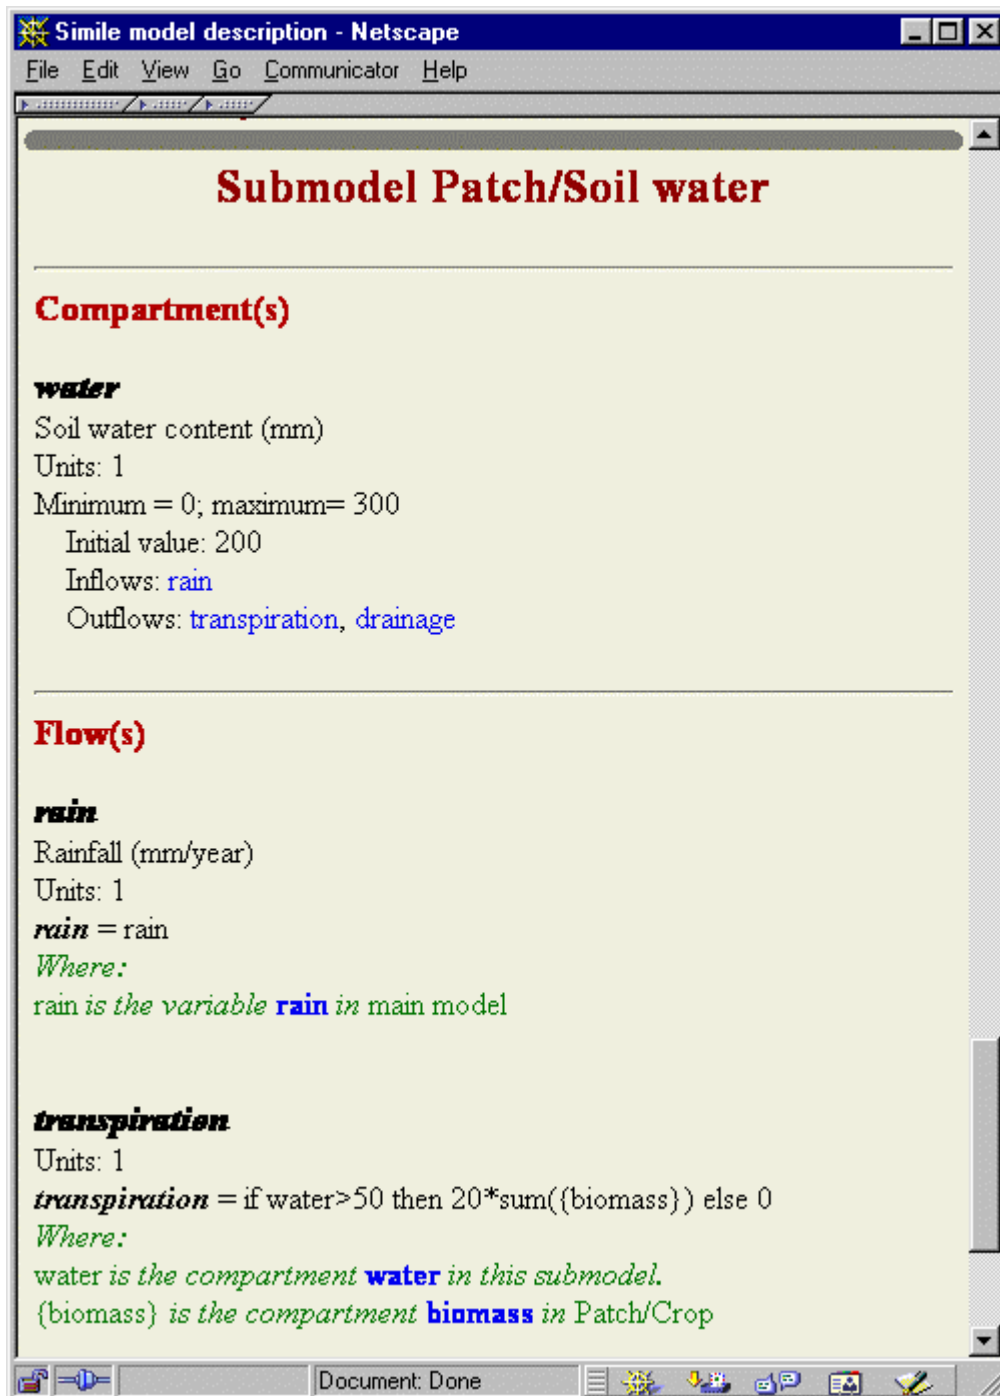 Simile model description - Netscape
File Edit View Go Communicator Help
Submodel Patch/Soil water
Compartment(s)
water
Soil water content (mm)
Units: 1
Minimum = 0; maximum= 300
Initial value: 200
Inflows: rain
Outflows: transpiration, drainage
Flow(s)
rain
Rainfall (mm/year)
Units: 1
rain = rain
Where:
rain is the variable rain in main model
transpiration
Units: 1
transpiration = if water>50 then 20*sum({biomass}) else 0
Where:
water is the compartment water in this submodel.
{biomass} is the compartment biomass in Patch/Crop
Document: Done